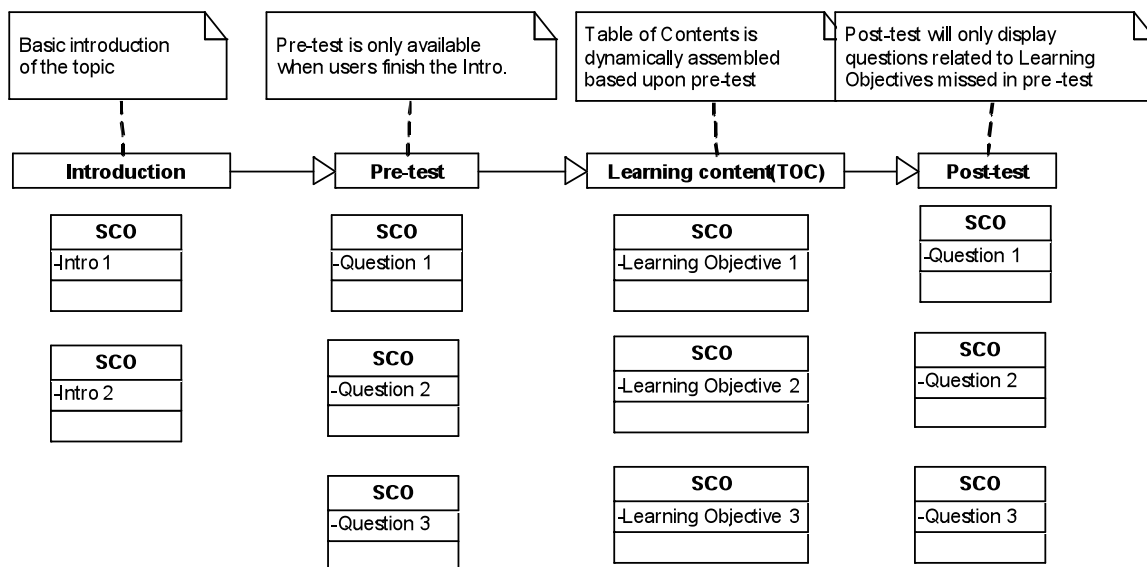 Basic introduction
of the topic
Pre-test is only available
when users finish the Intro.
Table of Contents is
dynamically assembled
based upon pre-test
Post-test will only display
questions related to Learning
Objectives missed in pre -test
Introduction
Pre-test
Learning content(TOC)
Post-test
SCO
-Intro 1
SCO
-Intro 2
SCO
-Question 1
SCO
-Question 2
SCO
-Question 3
SCO
-Learning Objective 1
SCO
-Learning Objective 2
SCO
-Learning Objective 3
SCO
-Question 1
SCO
-Question 2
SCO
-Question 3